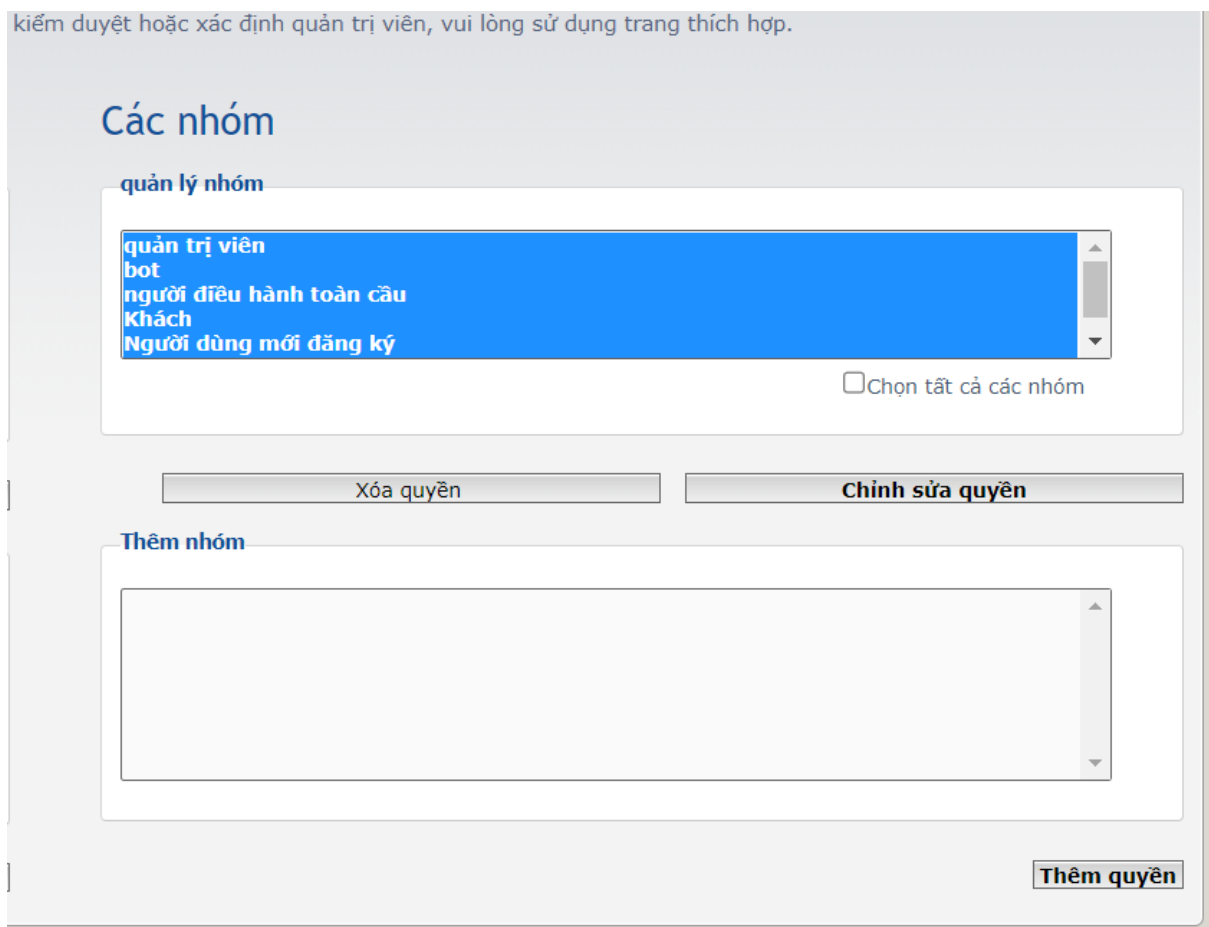 kiểm duyệt hoặc xác định quản trị viên, vui lòng sử dụng trang thích hợp.
Các nhóm
quản lý nhóm
quản trị viên
bot
người điều hành toàn cầu
Khách
Người dùng mới đăng ký
Chọn tất cả các nhóm
Xóa quyền
Chỉnh sửa quyền
Thêm nhóm
Thêm quyền